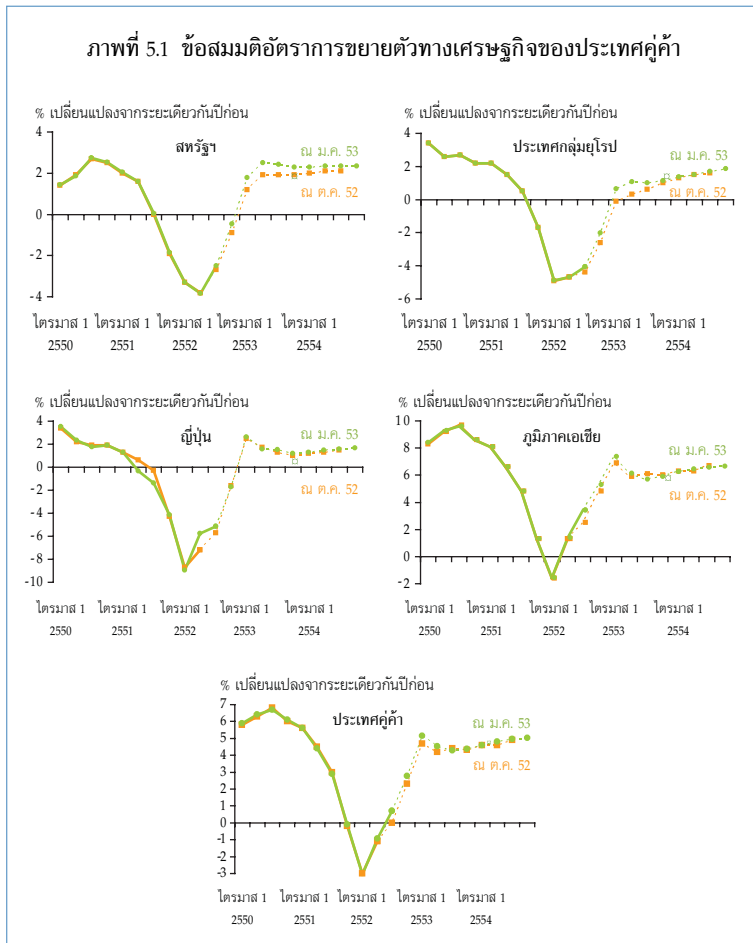 ภาพที่ 5.1 ข้อสมมติอัตราการขยายตัวทางเศรษฐกิจของประเทศคู่ค้า
% เปลี่ยนแปลงจากระยะเดียวกันปีก่อน
สหรัฐฯ
4
2
0
-2
-4
ณ ม.ค. 53
ณ ต.ค. 52
ไตรมาส 1 ไตรมาส 1 ไตรมาส 1 ไตรมาส 1 ไตรมาส 1
2550 2551 2552 2553 2554
% เปลี่ยนแปลงจากระยะเดียวกันปีก่อน
ประเทศกลุ่มยุโรป
4
2
0
-2
-4
-6
ณ ม.ค. 53
ณ ต.ค. 52
ไตรมาส 1 ไตรมาส 1 ไตรมาส 1 ไตรมาส 1 ไตรมาส 1
2550 2551 2552 2553 2554
% เปลี่ยนแปลงจากระยะเดียวกันปีก่อน
ญี่ปุ่น
4
2
0
-2
-4
-6
-8
-10
ณ ม.ค. 53
ณ ต.ค. 52
ไตรมาส 1 ไตรมาส 1 ไตรมาส 1 ไตรมาส 1 ไตรมาส 1
2550 2551 2552 2553 2554
% เปลี่ยนแปลงจากระยะเดียวกันปีก่อน
ภูมิภาคเอเชีย
10
8
6
4
2
0
-2
ณ ม.ค. 53
ณ ต.ค. 52
ไตรมาส 1 ไตรมาส 1 ไตรมาส 1 ไตรมาส 1 ไตรมาส 1
2550 2551 2552 2553 2554
% เปลี่ยนแปลงจากระยะเดียวกันปีก่อน
ประเทศคู่ค้า
7
6
5
4
3
2
1
0
-1
-2
-3
ณ ม.ค. 53
ณ ต.ค. 52
ไตรมาส 1 ไตรมาส 1 ไตรมาส 1 ไตรมาส 1 ไตรมาส 1
2550 2551 2552 2553 2554